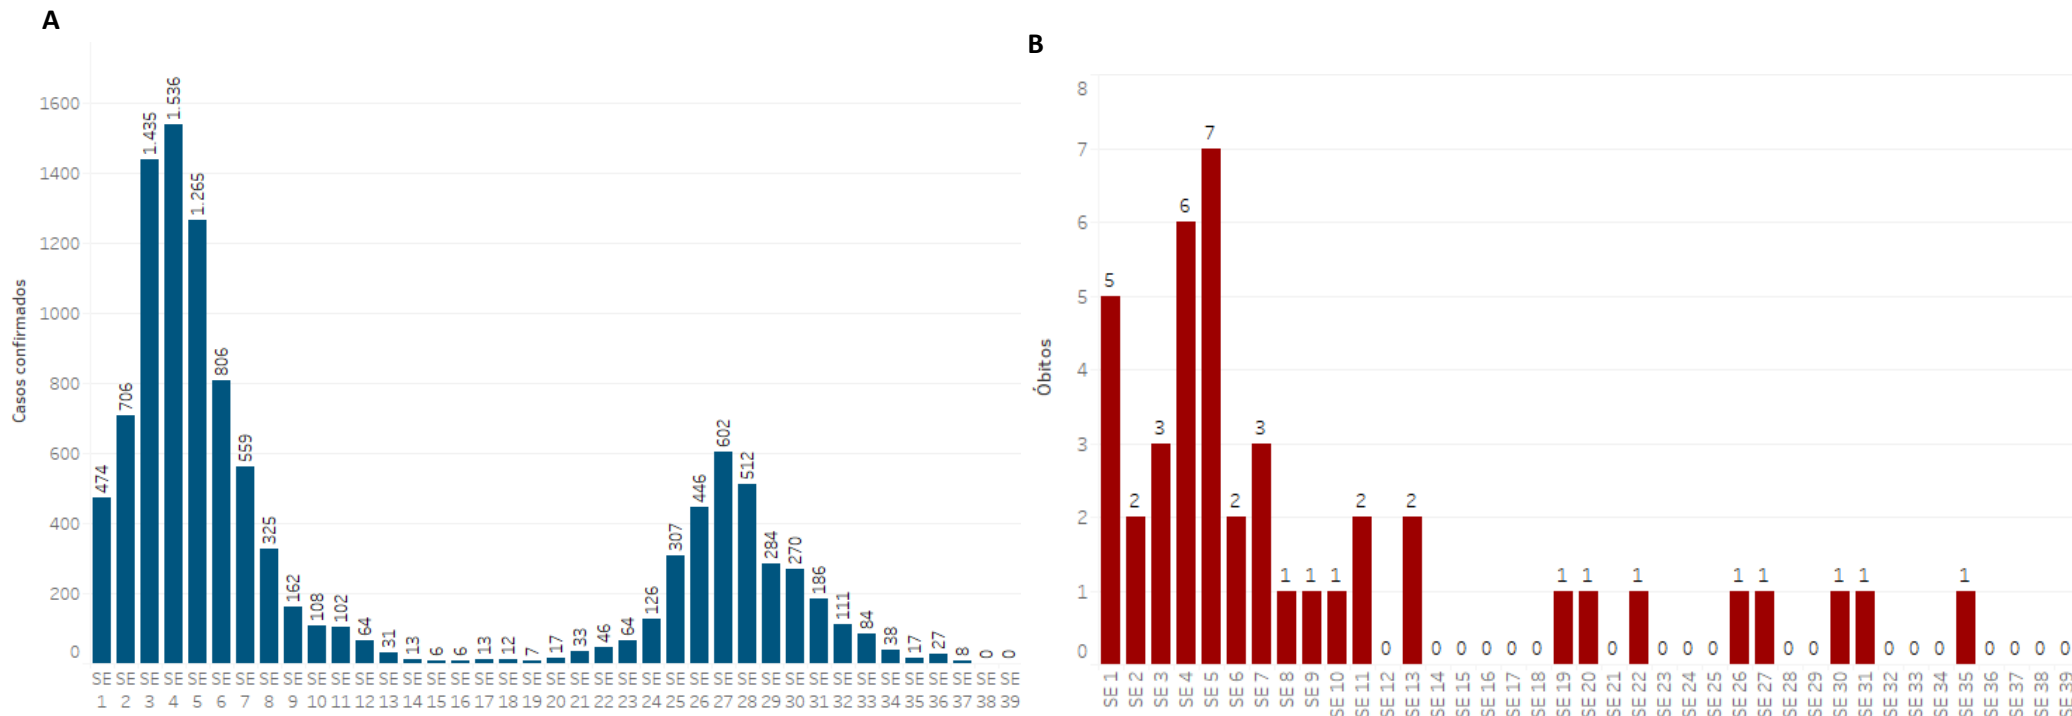 A
Casos confirmados
1600
1400
1200
1000
800
600
400
200
0
474
706
1.435
1.536
1.265
806
559
325
162
108
102
64
31
13
6
6
13
12
7
17
33
46
64
126
307
446
602
512
284
270
186
111
84
38
17
27
8
0
0
SE SE SE SE SE SE SE SE SE SE SE SE SE SE SE SE SE SE SE SE SE SE SE SE SE SE SE SE SE SE SE SE SE SE SE SE SE SE SE
1 2 3 4 5 6 7 8 9 10 11 12 13 14 15 16 17 18 19 20 21 22 23 24 25 26 27 28 29 30 31 32 33 34 35 36 37 38 39
B
Óbitos
8
7
6
5
4
3
2
1
0
5
2
3
6
7
2
3
1
1
1
2
0
2
0
0
0
0
0
1
1
0
1
0
0
0
1
1
0
0
1
1
0
0
0
1
0
0
0
0
SE 1
SE 2
SE 3
SE 4
SE 5
SE 6
SE 7
SE 8
SE 9
SE 10
SE 11
SE 12
SE 13
SE 14
SE 15
SE 16
SE 17
SE 18
SE 19
SE 20
SE 21
SE 22
SE 23
SE 24
SE 25
SE 26
SE 27
SE 28
SE 29
SE 30
SE 31
SE 32
SE 33
SE 34
SE 35
SE 36
SE 37
SE 38
SE 39